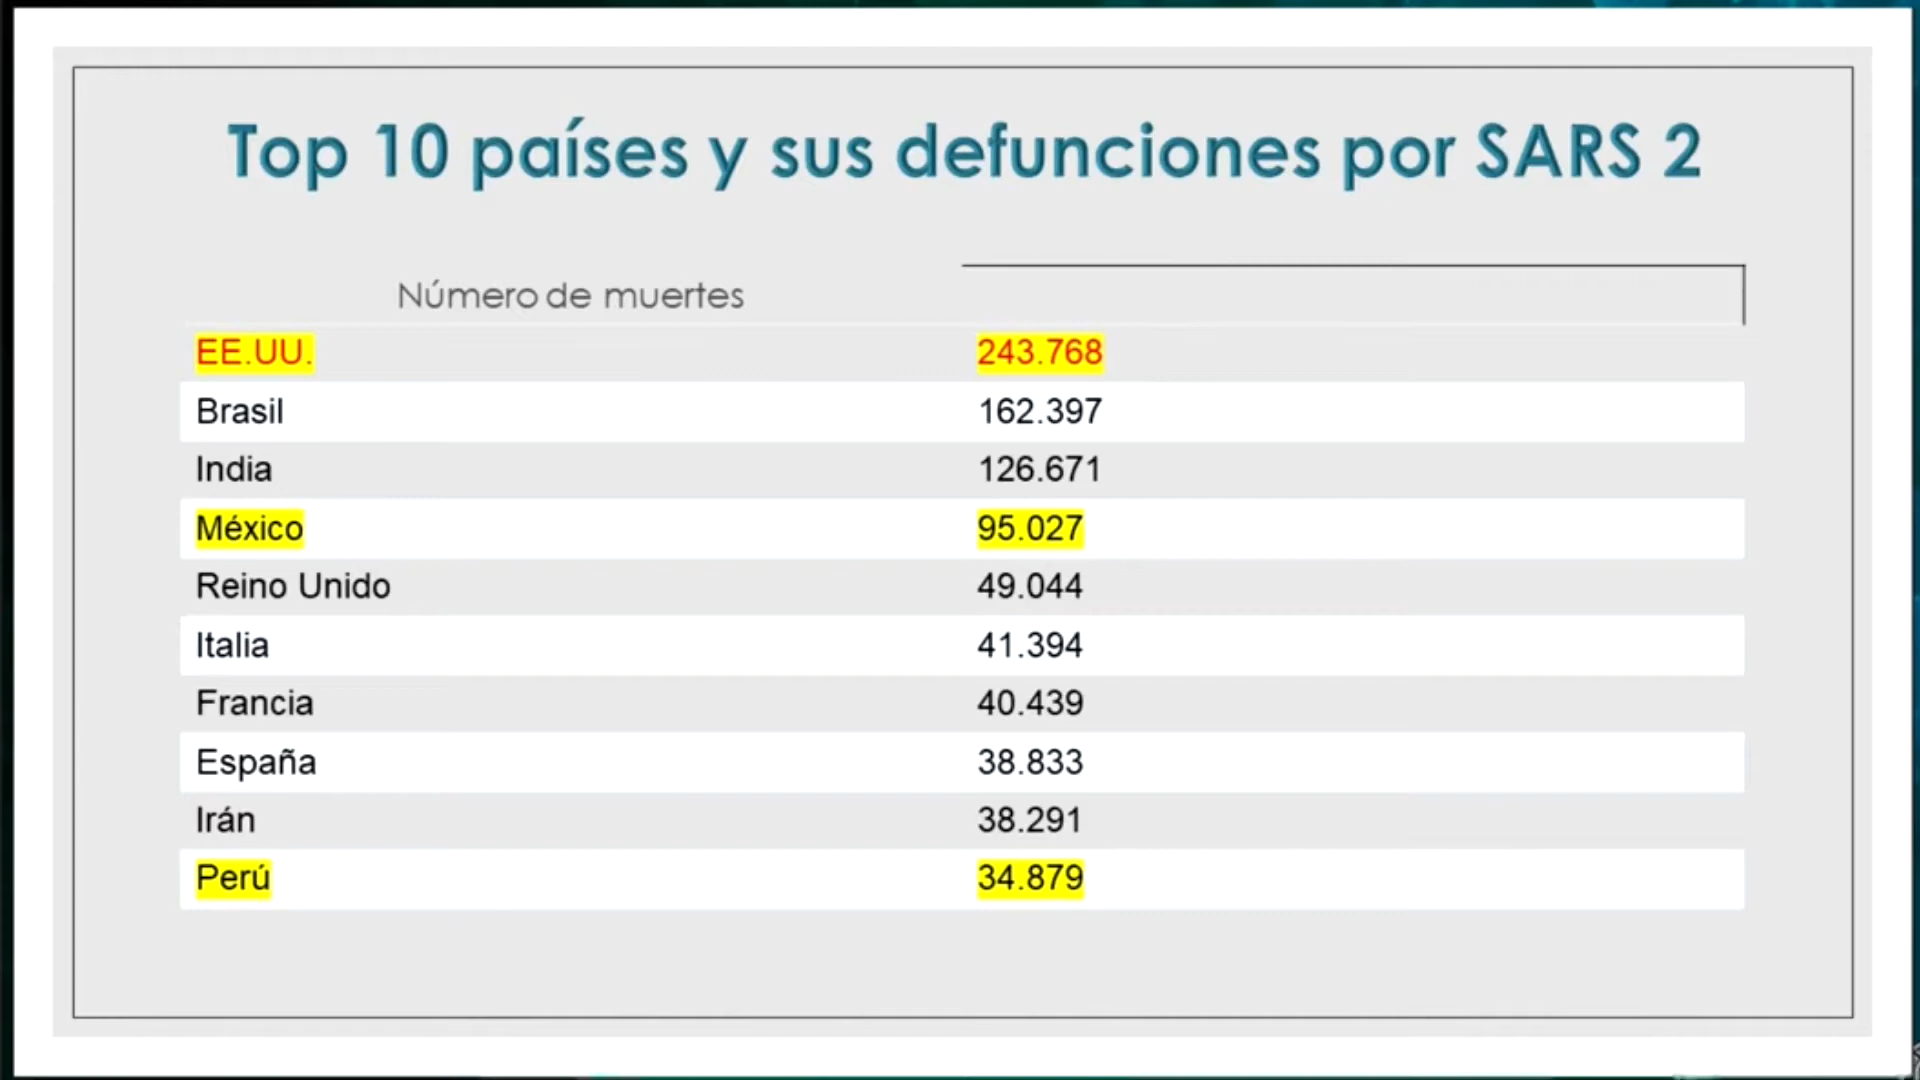 Top 10 países y sus defunciones por SARS 2
Número de muertes
EE.UU. 243.768
Brasil 162.397
India 126.671
México 95.027
Reino Unido 49.044
Italia 41.394
Francia 40.439
España 38.833
Irán 38.291
Perú 34.879